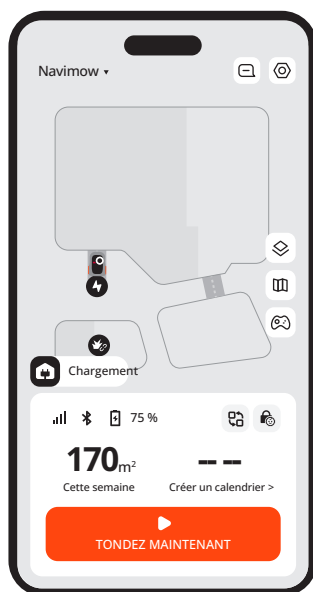 Navimow ▾
Chargement
75 %
170m²
-- --
Cette semaine
Créer un calendrier >
TONDEZ MAINTENANT